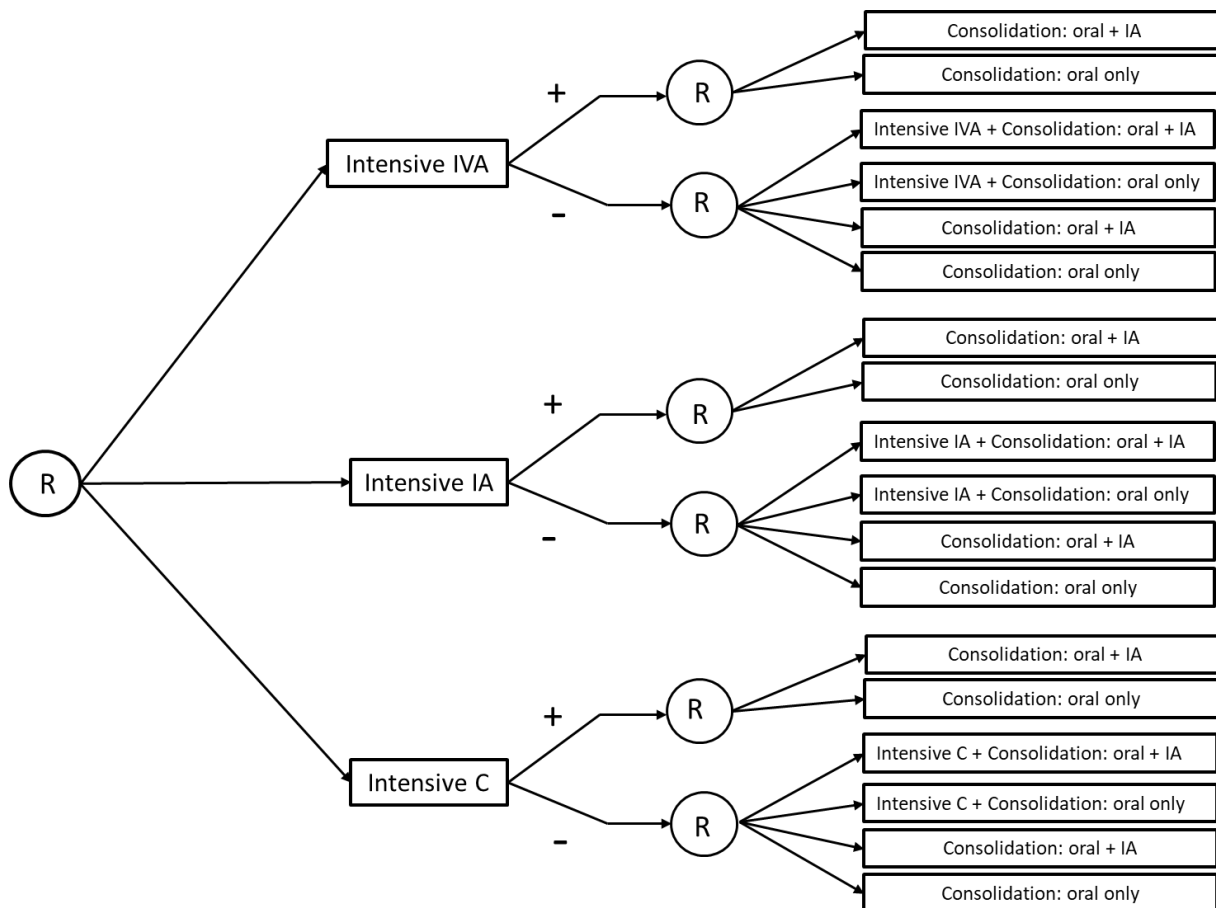 Consolidation: oral + IA
Consolidation: oral only
+
R
Intensive IVA + Consolidation: oral + IA
Intensive IVA
Intensive IVA + Consolidation: oral only
R
-
Consolidation: oral + IA
Consolidation: oral only
Consolidation: oral + IA
Consolidation: oral only
+
R
Intensive IA + Consolidation: oral + IA
R
Intensive IA
Intensive IA + Consolidation: oral only
R
-
Consolidation: oral + IA
Consolidation: oral only
Consolidation: oral + IA
Consolidation: oral only
+
R
Intensive C + Consolidation: oral + IA
Intensive C
Intensive C + Consolidation: oral only
R
-
Consolidation: oral + IA
Consolidation: oral only